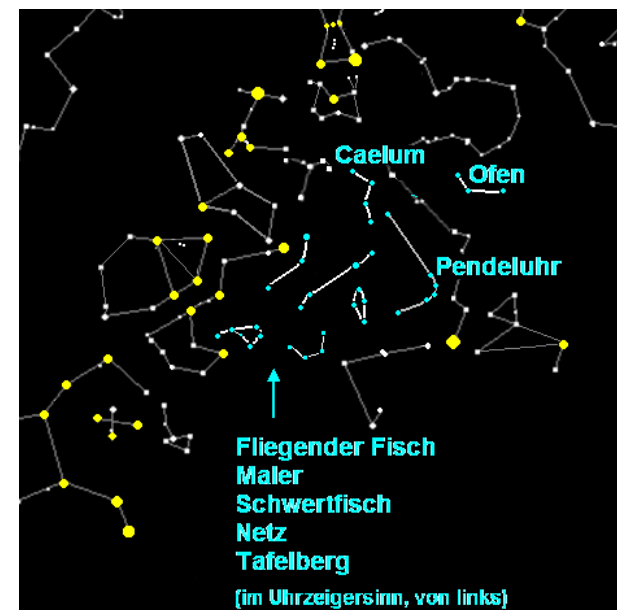 Caelum
Ofen
Pendeluhr
Fliegender Fisch
Maler
Schwertfisch
Netz
Tafelberg
(im Uhrzeigersinn, von links)